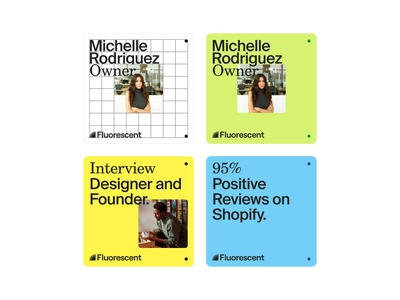 Michelle
Rodriguez
Owner
Fluorescent
Michelle
Rodriguez
Owner
Fluorescent
Interview
Designer and
Founder.
Fluorescent
95%
Positive
Reviews on
Shopify.
Fluorescent